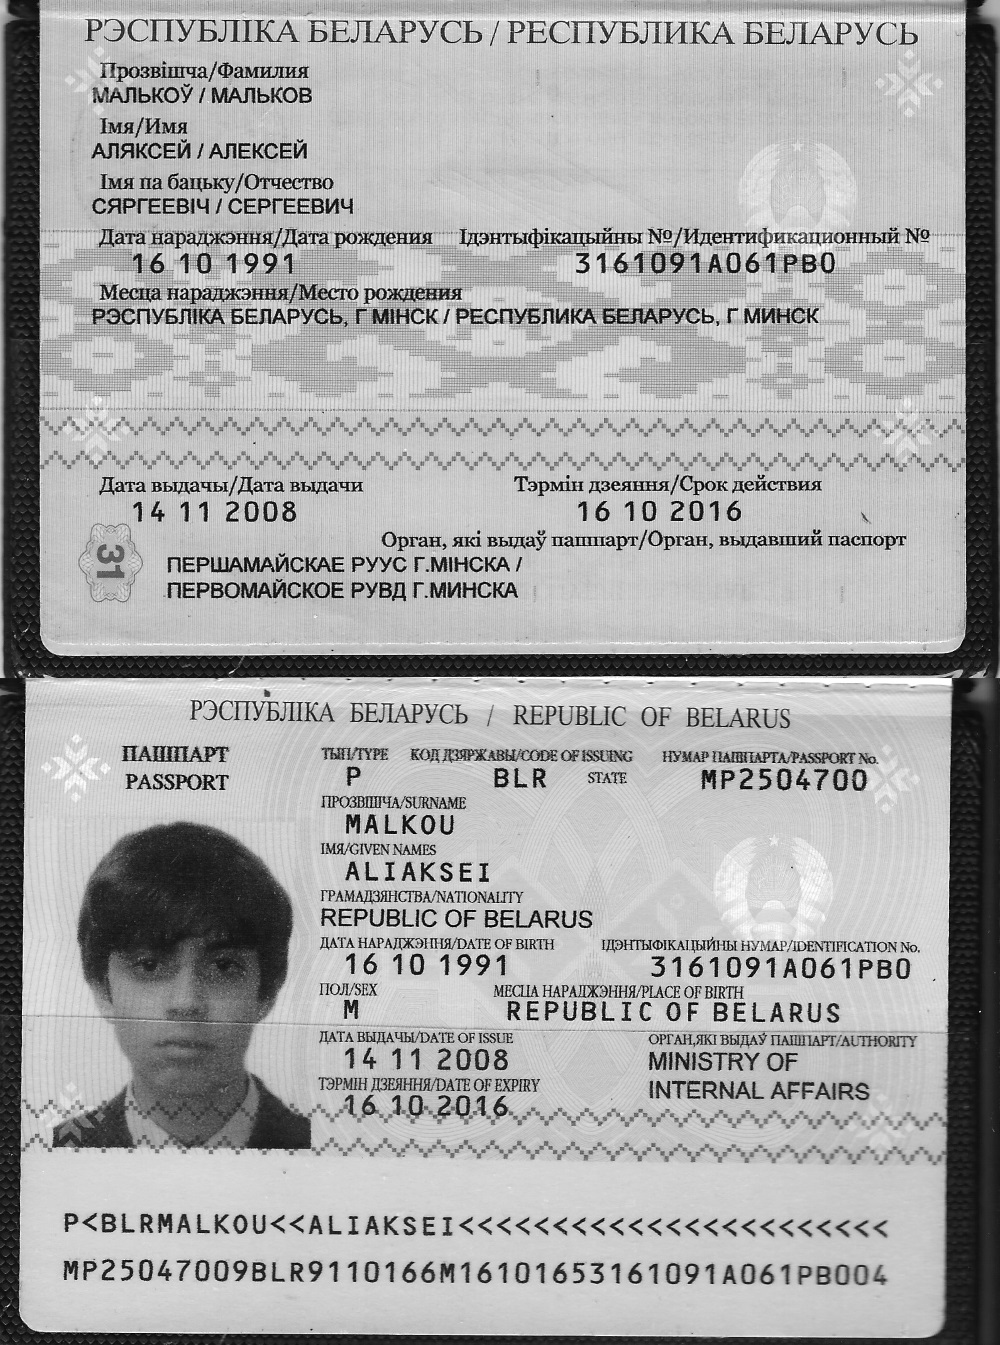 РЭСПУБЛІКА БЕЛАРУСЬ / РЕСПУБЛИКА БЕЛАРУСЬ
Прозвішча/Фамилия
МАЛЬКОЎ / МАЛЬКОВ
Імя/Имя
АЛЯКСЕЙ / АЛЕКСЕЙ
Імя па бацьку/Отчество
СЯРГЕЕВІЧ / СЕРГЕЕВИЧ
Дата нараджэння/Дата рождения Ідэнтыфікацыйны №/Идентификационный №
16 10 1991 3161091A061PB0
Месца нараджэння/Место рождения
РЭСПУБЛІКА БЕЛАРУСЬ, Г МІНСК / РЕСПУБЛИКА БЕЛАРУСЬ, Г МИНСК
Дата выдачы/Дата выдачи Тэрмін дзеяння/Срок действия
14 11 2008 16 10 2016
Орган, які выдаў пашпарт/Орган, выдавший паспорт
31 ПЕРШАМАЙСКАЕ РУУС Г.МІНСКА /
ПЕРВОМАЙСКОЕ РУВД Г.МИНСКА
РЭСПУБЛІКА БЕЛАРУСЬ / REPUBLIC OF BELARUS
ПАШПАРТ ТЫП/TYPE КОД ДЗЯРЖАВЫ/CODE OF ISSUING НУМАР ПАШПАРТА/PASSPORT No.
PASSPORT P BLR STATE MP2504700
ПРОЗВІШЧА/SURNAME
MALKOU
ІМЯ/GIVEN NAMES
ALIAKSEI
ГРАМАДЗЯНСТВА/NATIONALITY
REPUBLIC OF BELARUS
ДАТА НАРАДЖЭННЯ/DATE OF BIRTH ІДЭНТЫФІКАЦЫЙНЫ НУМАР/IDENTIFICATION No.
16 10 1991 3161091A061PB0
ПОЛ/SEX МЕСЦА НАРАДЖЭННЯ/PLACE OF BIRTH
M REPUBLIC OF BELARUS
ДАТА ВЫДАЧЫ/DATE OF ISSUE ОРГАН,ЯКІ ВЫДАЎ ПАШПАРТ/AUTHORITY
14 11 2008 MINISTRY OF
ТЭРМІН ДЗЕЯННЯ/DATE OF EXPIRY INTERNAL AFFAIRS
16 10 2016
P<BLRMALKOU<<ALIAKSEI<<<<<<<<<<<<<<<<<<<<<<<
MP25047009BLR9110166M16101653161091A061PB004